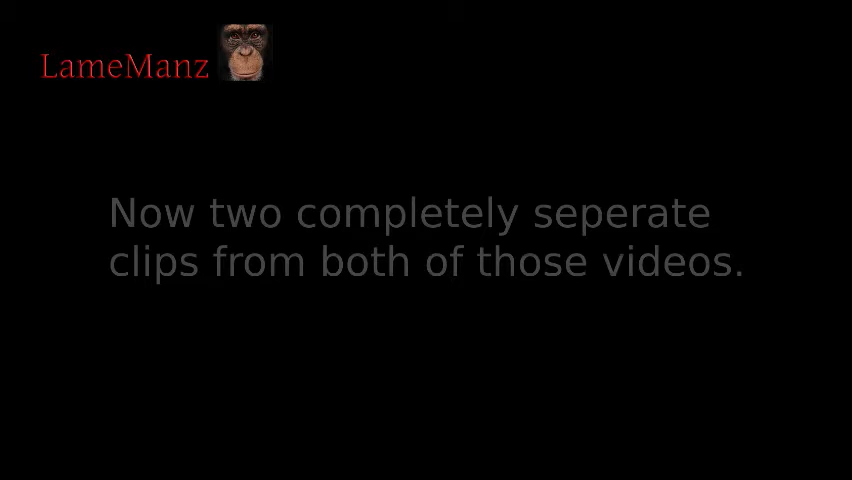 LameManz
Now two completely seperate
clips from both of those videos.